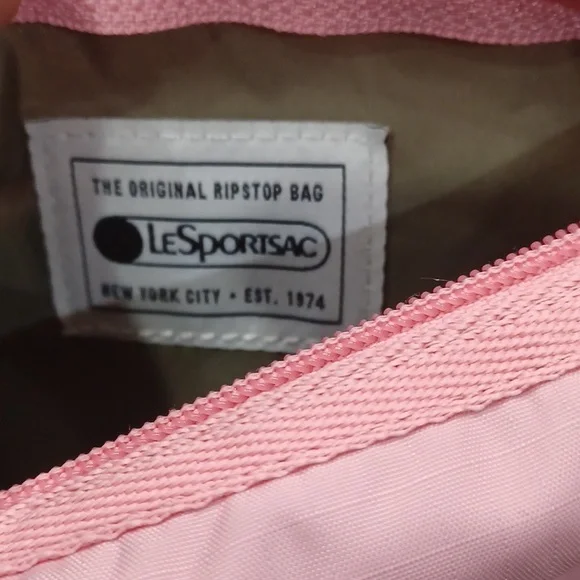 THE ORIGINAL RIPSTOP BAG
LESPORTSAC
NEW YORK CITY • EST. 1974